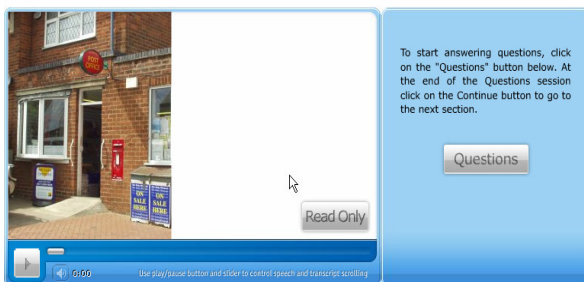 POST
OFFICE
ON
SALE
HERE
ON
SALE
HERE
Read Only
0:00
Use play/pause button and slider to control speech and transcript scrolling
To start answering questions, click
on the "Questions" button below. At
the end of the Questions session
click on the Continue button to go to
the next section.
Questions